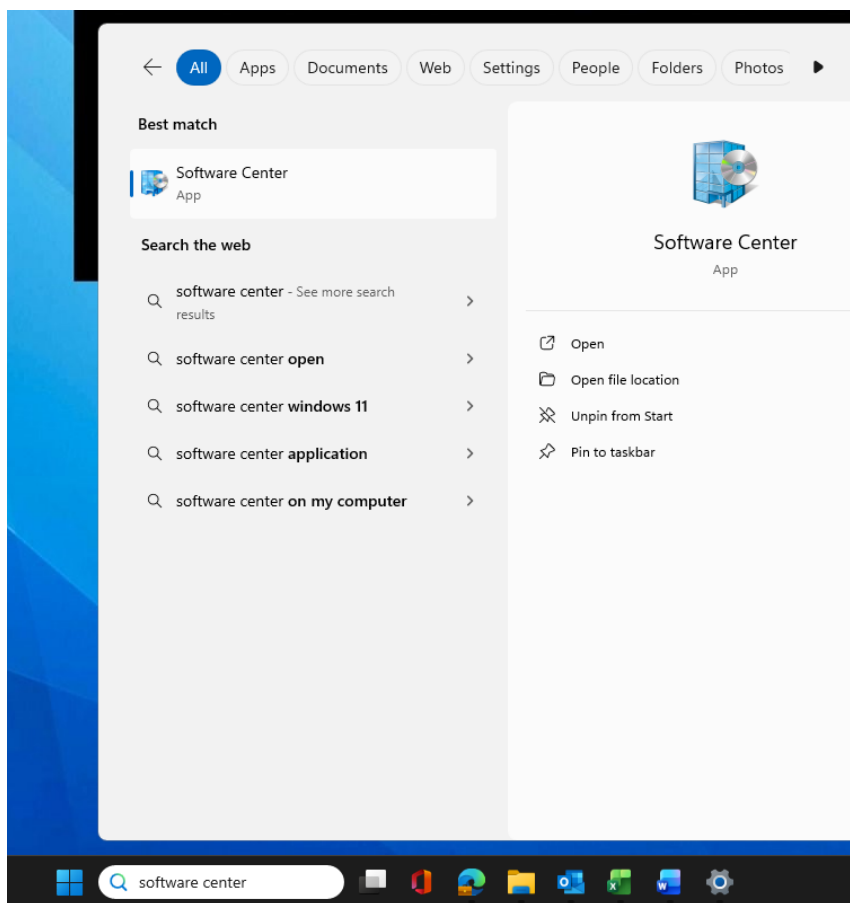 All Apps Documents Web Settings People Folders Photos
Best match
Software Center
App
Search the web
software center - See more search
results
software center open
software center windows 11
software center application
software center on my computer
Software Center
App
Open
Open file location
Unpin from Start
Pin to taskbar
software center